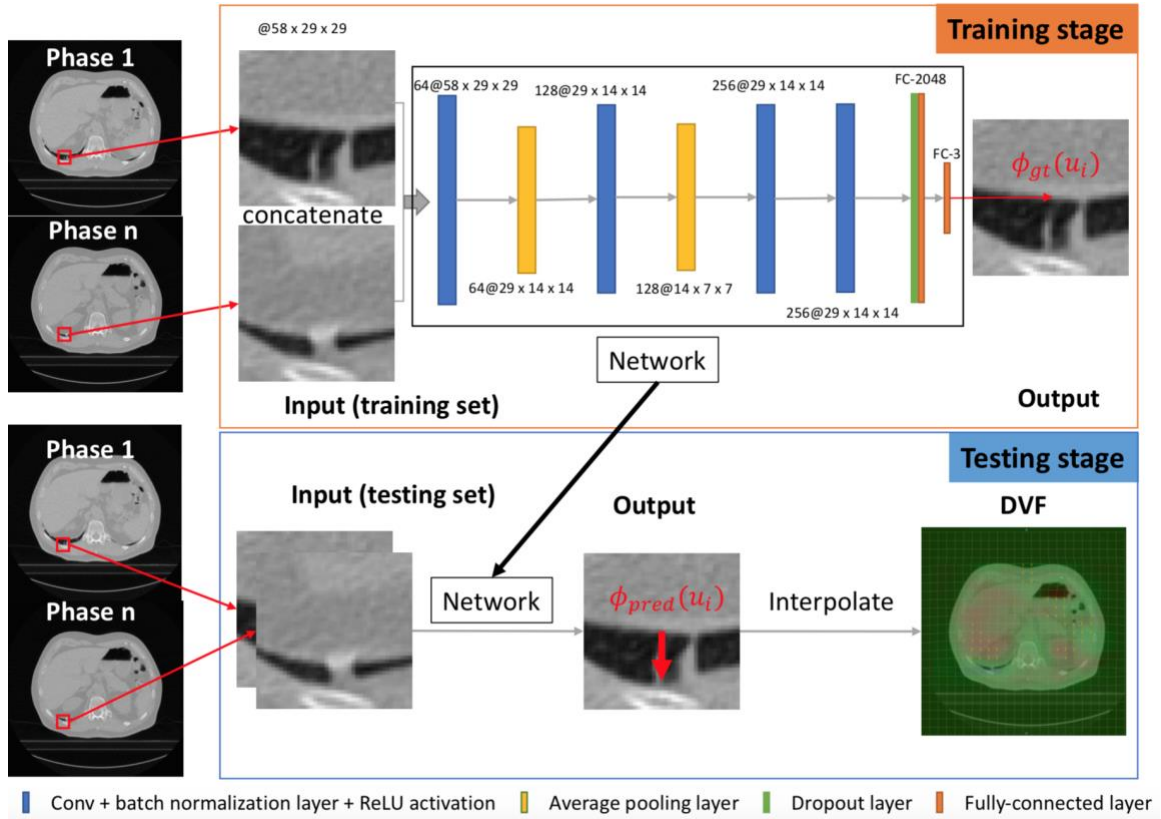 Training stage
@58 x 29 x 29
Phase 1
64@58 x 29 x 29
128@29 x 14 x 14
256@29 x 14 x 14
FC-2048
FC-3
ϕgt(ui)
concatenate
Phase n
64@29 x 14 x 14
128@14 x 7 x 7
256@29 x 14 x 14
Network
Input (training set)
Output
Testing stage
Phase 1
Input (testing set)
Output
DVF
Network
ϕpred(ui)
Interpolate
Phase n
Conv + batch normalization layer + ReLU activation
Average pooling layer
Dropout layer
Fully-connected layer